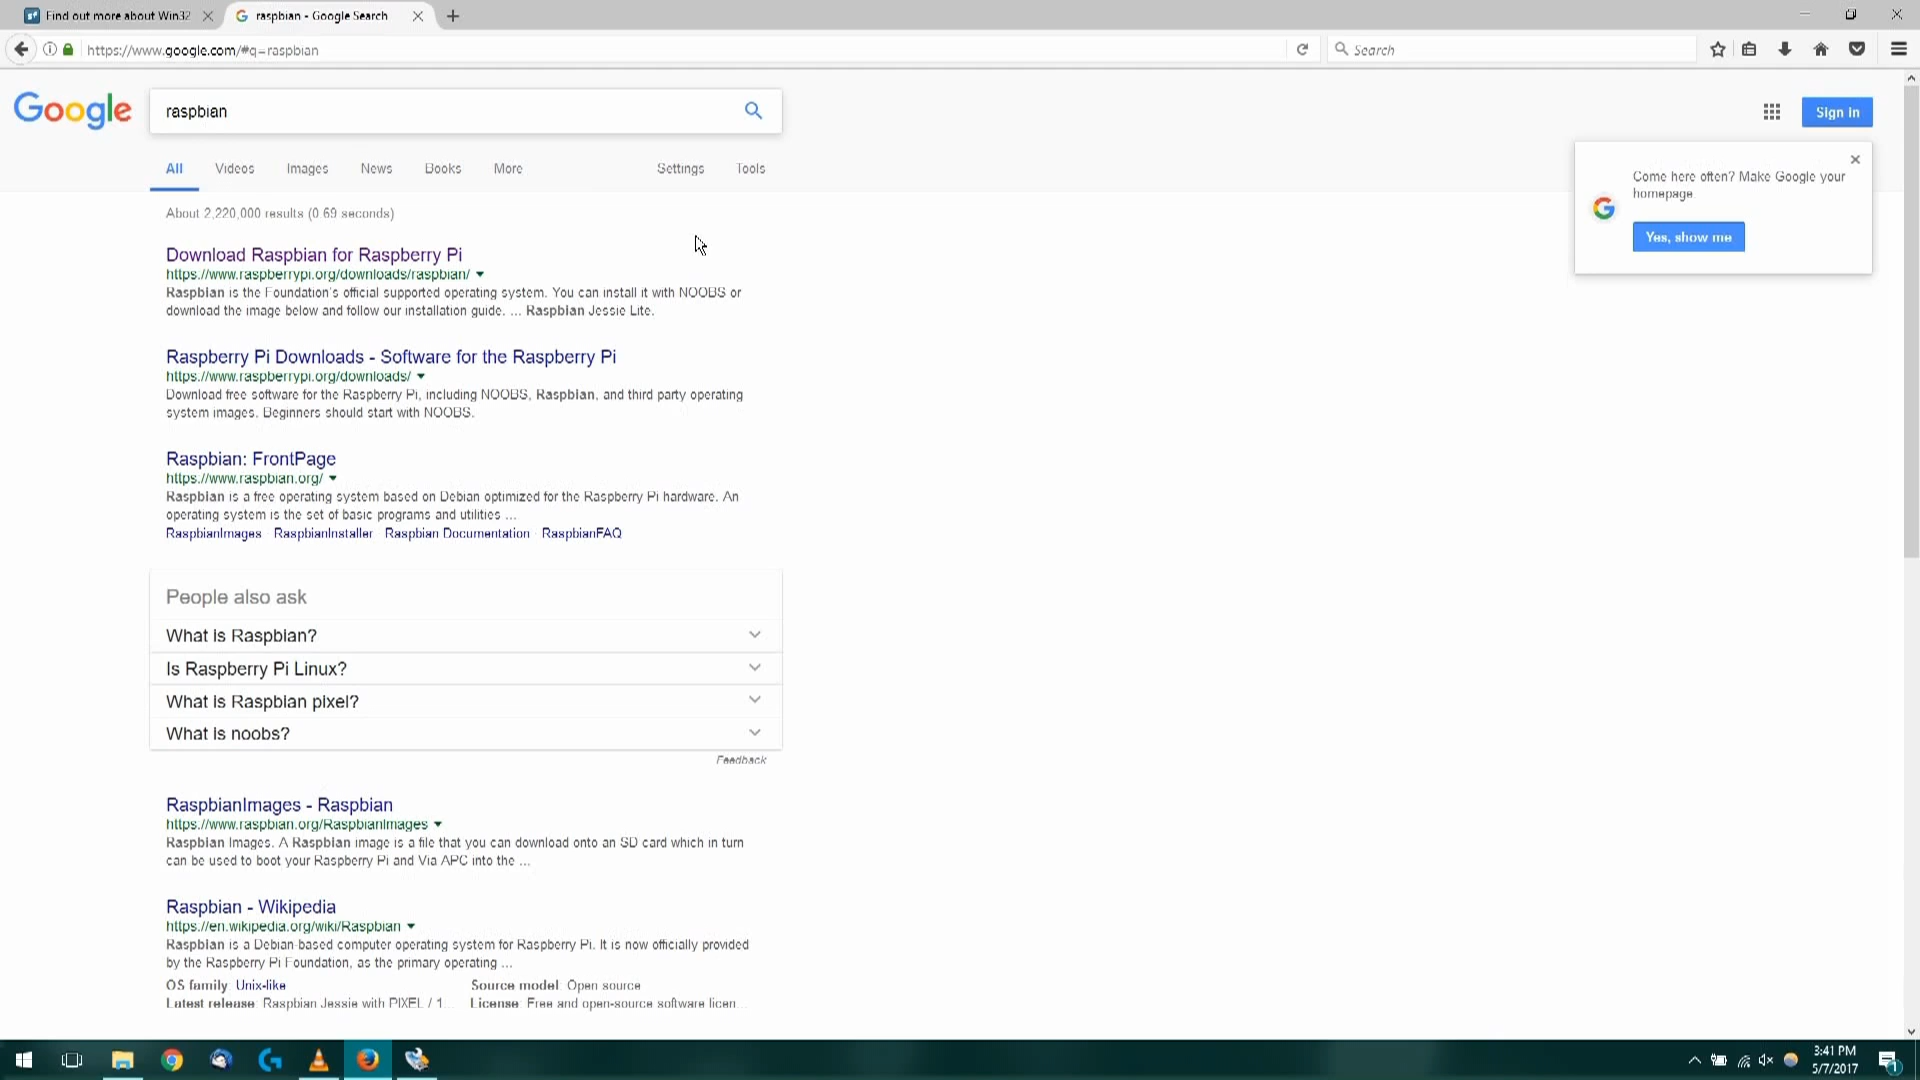 Find out more about Win32
raspbian - Google Search
https://www.google.com/#q=raspbian
Search
Google
raspbian
Sign in
All Videos Images News Books More Settings Tools
Come here often? Make Google your
homepage
Yes, show me
About 2,220,000 results (0.69 seconds)
Download Raspbian for Raspberry Pi
https://www.raspberrypi.org/downloads/raspbian/
Raspbian is the Foundation's official supported operating system. You can install it with NOOBS or
download the image below and follow our installation guide. ... Raspbian Jessie Lite.
Raspberry Pi Downloads - Software for the Raspberry Pi
https://www.raspberrypi.org/downloads/
Download free software for the Raspberry Pi, including NOOBS, Raspbian, and third party operating
system images. Beginners should start with NOOBS.
Raspbian: FrontPage
https://www.raspbian.org/
Raspbian is a free operating system based on Debian optimized for the Raspberry Pi hardware. An
operating system is the set of basic programs and utilities ...
RaspbianImages · RaspbianInstaller · Raspbian Documentation · RaspbianFAQ
People also ask
What is Raspbian?
Is Raspberry Pi Linux?
What is Raspbian pixel?
What is noobs?
Feedback
RaspbianImages - Raspbian
https://www.raspbian.org/RaspbianImages
Raspbian Images. A Raspbian image is a file that you can download onto an SD card which in turn
can be used to boot your Raspberry Pi and Via APC into the ...
Raspbian - Wikipedia
https://en.wikipedia.org/wiki/Raspbian
Raspbian is a Debian-based computer operating system for Raspberry Pi. It is now officially provided
by the Raspberry Pi Foundation, as the primary operating ...
OS family: Unix-like Source model: Open source
Latest release: Raspbian Jessie with PIXEL / 1... License: Free and open-source software licen...
3:41 PM
5/7/2017
1